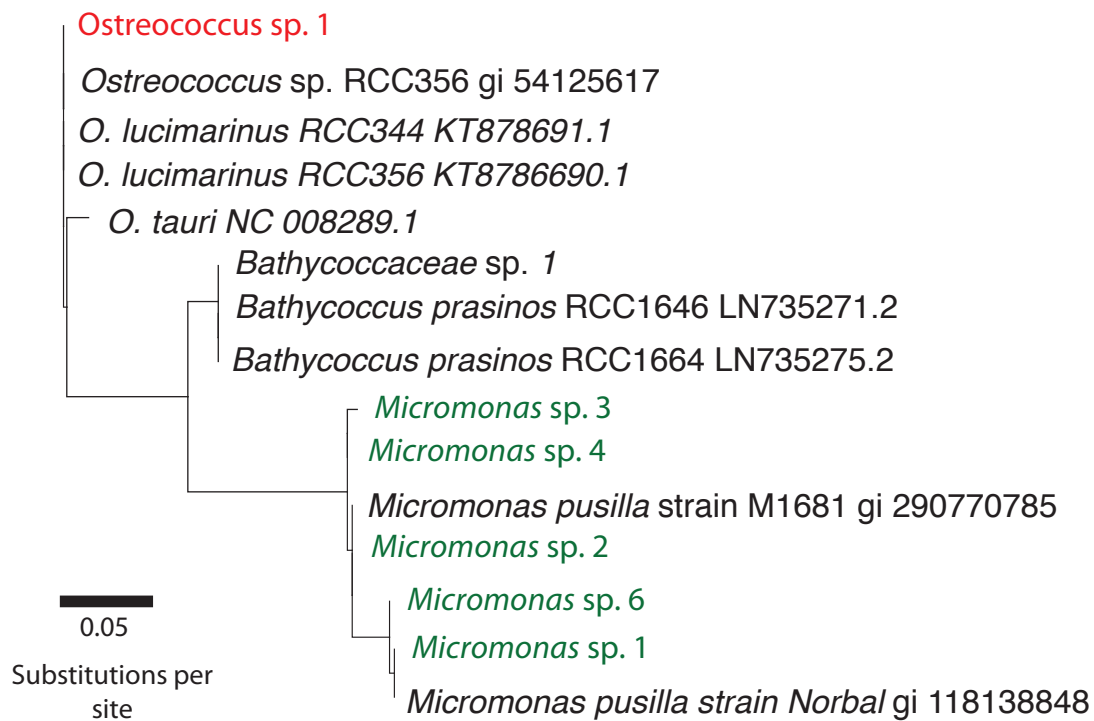 Ostreococcus sp. 1
Ostreococcus sp. RCC356 gi 54125617
O. lucimarinus RCC344 KT878691.1
O. lucimarinus RCC356 KT8786690.1
O. tauri NC 008289.1
Bathycoccaceae sp. 1
Bathycoccus prasinos RCC1646 LN735271.2
Bathycoccus prasinos RCC1664 LN735275.2
Micromonas sp. 3
Micromonas sp. 4
Micromonas pusilla strain M1681 gi 290770785
Micromonas sp. 2
Micromonas sp. 6
Micromonas sp. 1
Micromonas pusilla strain Norbal gi 118138848
0.05
Substitutions per
site